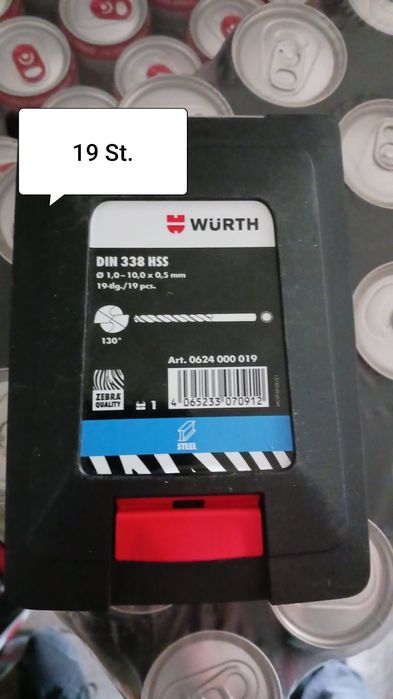 19 St.
WÜRTH
DIN 338 HSS
Ø 1,0–10,0 x 0,5 mm
19-tlg./19 pcs.
130°
Art. 0624 000 019
ZEBRA®
QUALITY
1
4 065233 070912
STEEL